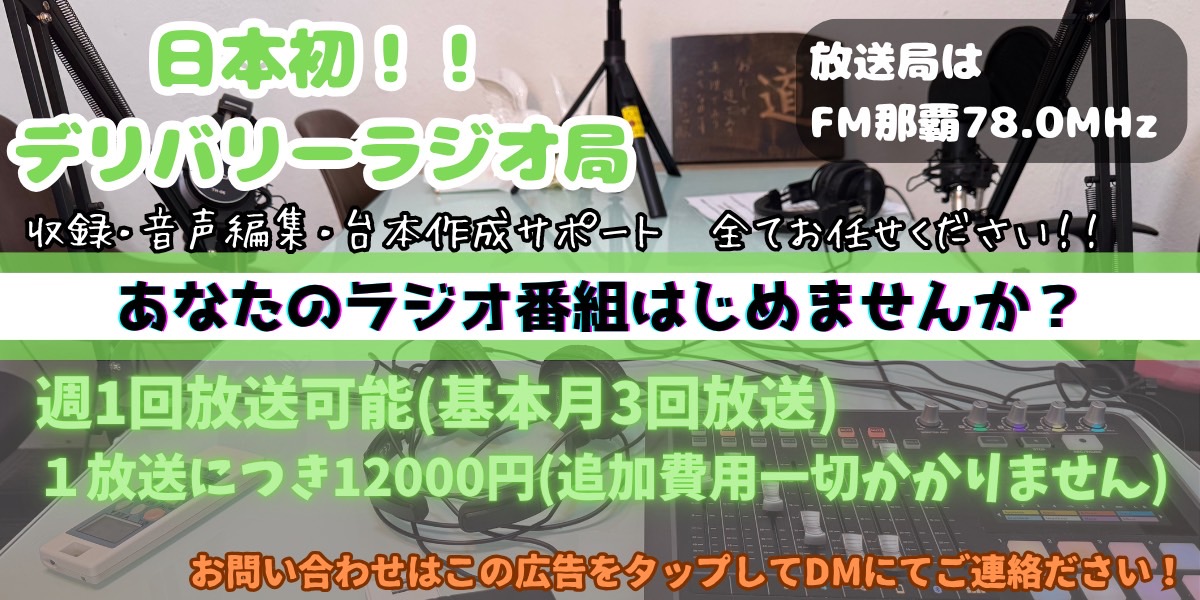 日本初！！
デリバリーラジオ局
放送局は
FM那覇78.0MHz
道
収録・音声編集・台本作成サポート　全てお任せください！！
あなたのラジオ番組はじめませんか？
週1回放送可能(基本月3回放送)
１放送につき12000円(追加費用一切かかりません)
お問い合わせはこの広告をタップしてDMにてご連絡ださい！